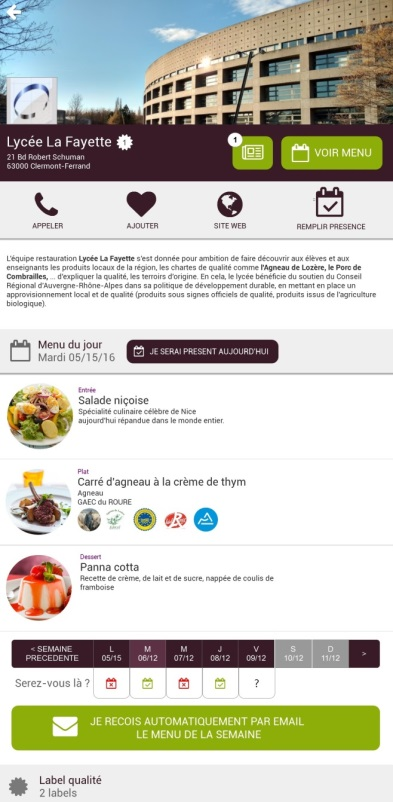 Lycée La Fayette
21 Bd Robert Schuman
63000 Clermont-Ferrand
1
VOIR MENU
APPELER
AJOUTER
SITE WEB
REMPLIR PRESENCE
L'équipe restauration Lycée La Fayette s'est donnée pour ambition de faire découvrir aux élèves et aux
enseignants les produits locaux de la région, les chartes de qualité comme l'Agneau de Lozère, le Porc de
Combrailles, ... d'expliquer la qualité, les terroirs d'origine. En cela, le lycée bénéficie du soutien du Conseil
Régional d'Auvergne-Rhône-Alpes dans sa politique de développement durable, en mettant en place un
approvisionnement local et de qualité (produits sous signes officiels de qualité, produits issus de l'agriculture
biologique).
Menu du jour
Mardi 05/15/16
JE SERAI PRESENT AUJOURD'HUI
Entrée
Salade niçoise
Spécialité culinaire célèbre de Nice
aujourd'hui répandue dans le monde entier.
Plat
Carré d'agneau à la crème de thym
Agneau
GAEC du ROURE
Dessert
Panna cotta
Recette de crème, de lait et de sucre, nappée de coulis de
framboise
< SEMAINE PRECEDENTE
L 05/15
M 06/12
M 07/12
J 08/12
V 09/12
S 10/12
D 11/12
>
Serez-vous là ?
?
JE RECOIS AUTOMATIQUEMENT PAR EMAIL
LE MENU DE LA SEMAINE
Label qualité
2 labels